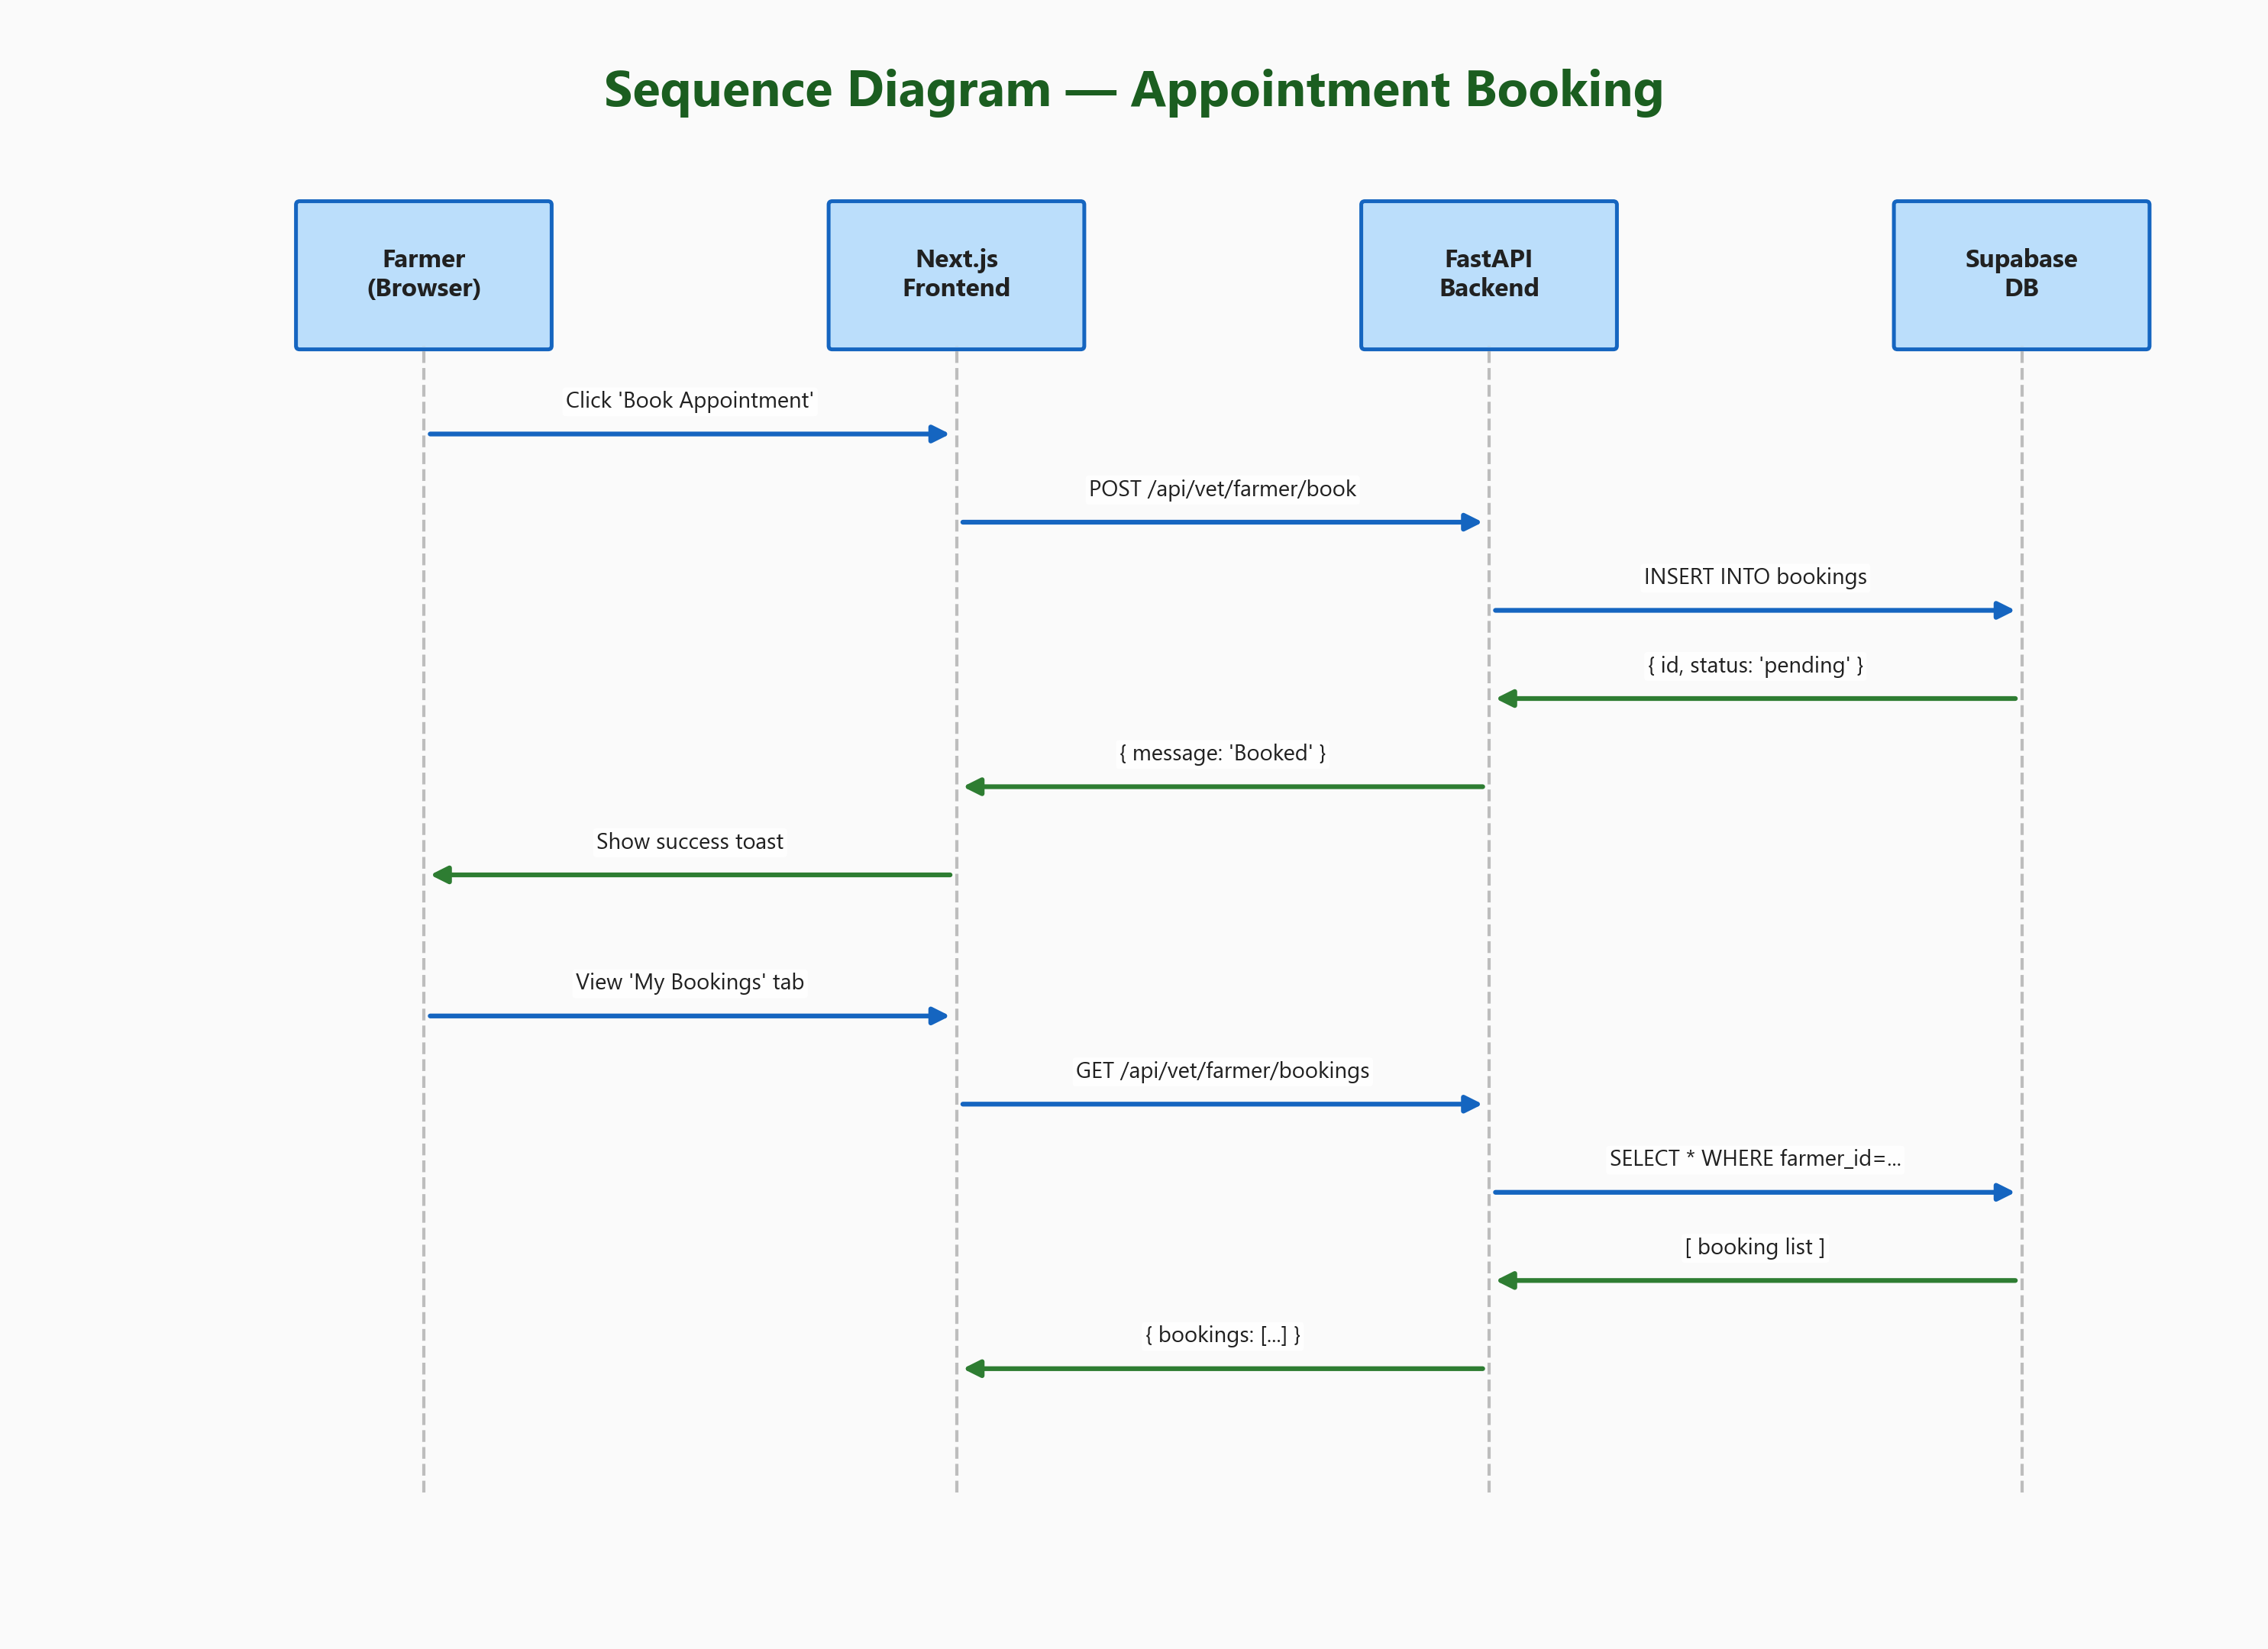 Sequence Diagram — Appointment Booking
Farmer
(Browser)
Next.js
Frontend
FastAPI
Backend
Supabase
DB
Click 'Book Appointment'
POST /api/vet/farmer/book
INSERT INTO bookings
{ id, status: 'pending' }
{ message: 'Booked' }
Show success toast
View 'My Bookings' tab
GET /api/vet/farmer/bookings
SELECT * WHERE farmer_id=...
[ booking list ]
{ bookings: [...] }